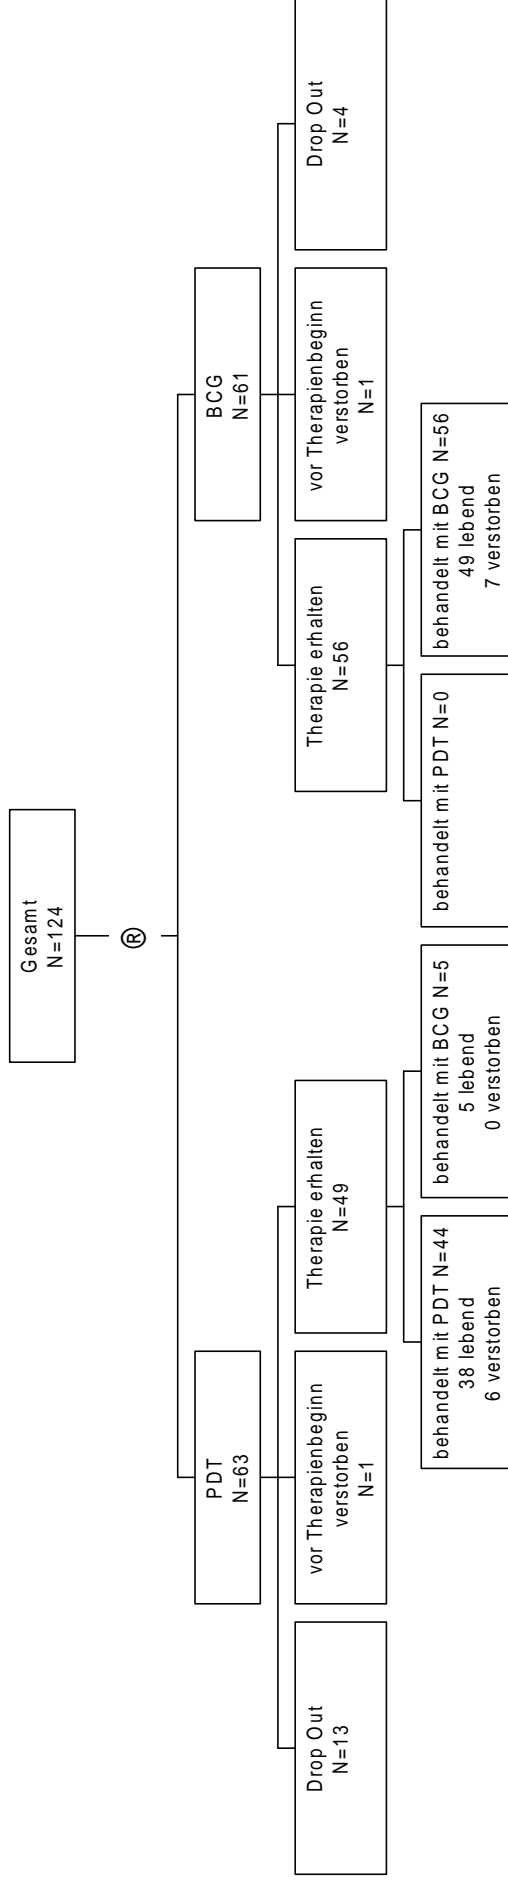 Gesamt
N=124
®
PDT
N=63
BCG
N=61
Drop Out
N=13
vor Therapienbeginn
verstorben
N=1
Therapie erhalten
N=49
Therapie erhalten
N=56
vor Therapienbeginn
verstorben
N=1
Drop Out
N=4
behandelt mit PDT N=44
38 lebend
6 verstorben
behandelt mit BCG N=5
5 lebend
0 verstorben
behandelt mit PDT N=0
behandelt mit BCG N=56
49 lebend
7 verstorben